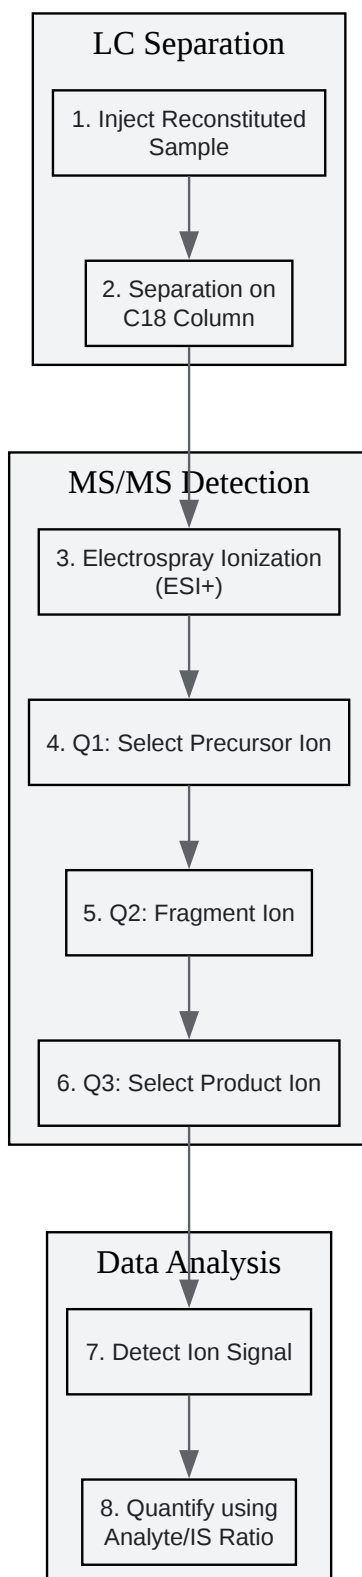 LC Separation
1. Inject Reconstituted
Sample
2. Separation on
C18 Column
MS/MS Detection
3. Electrospray Ionization
(ESI+)
4. Q1: Select Precursor Ion
5. Q2: Fragment Ion
6. Q3: Select Product Ion
Data Analysis
7. Detect Ion Signal
8. Quantify using
Analyte/IS Ratio